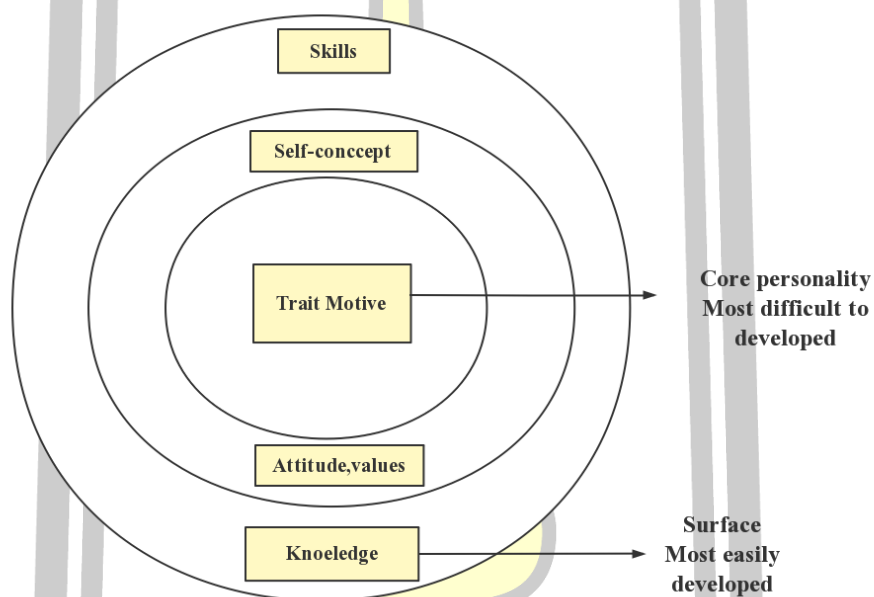 Skills
Self-conccept
Trait Motive
Core personality
Most difficult to
developed
Attitude,values
Knoeledge
Surface
Most easily
developed